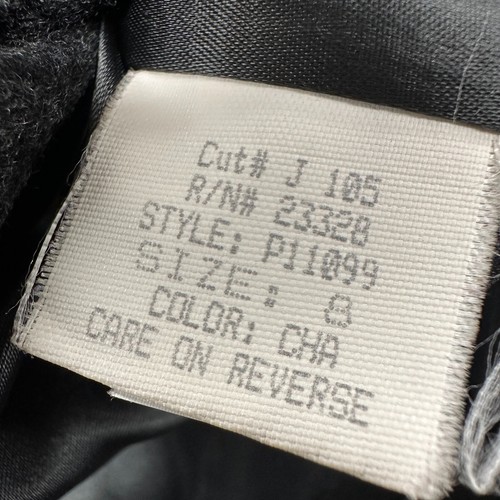 Cut# J 105
R/N# 23328
STYLE: P11099
SIZE: 8
COLOR: CHA
CARE ON REVERSE